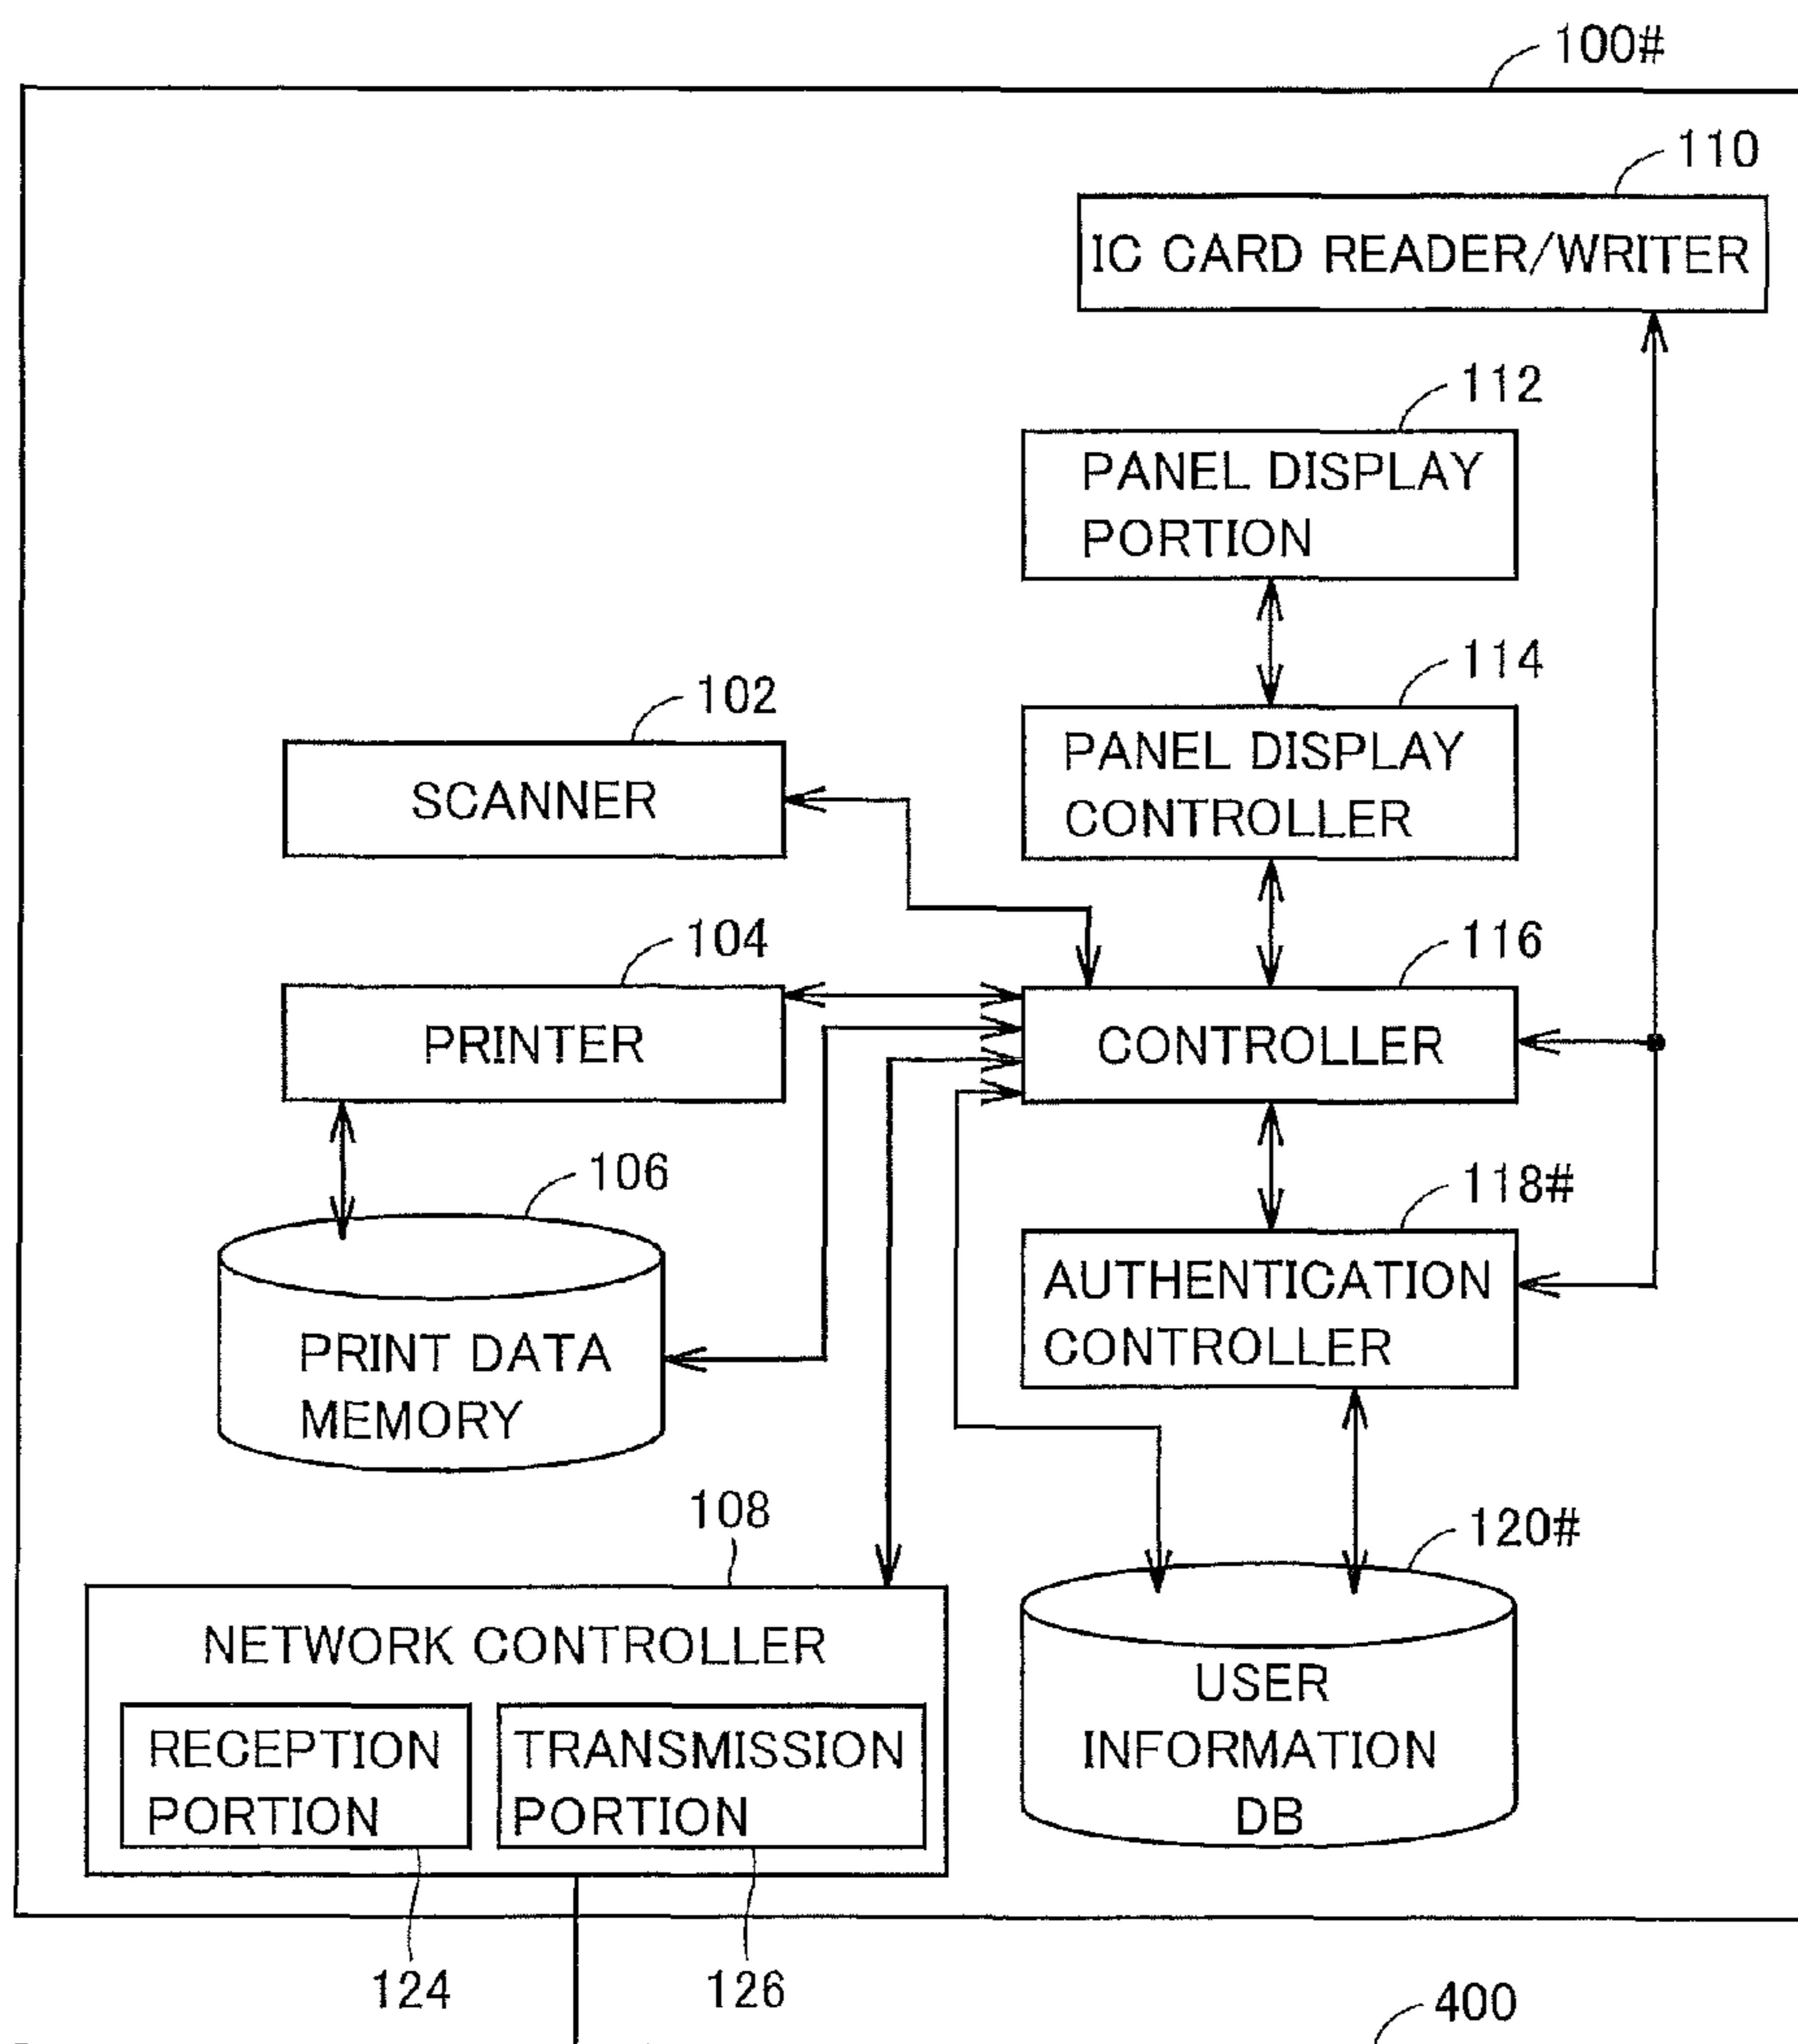 100#
110
IC CARD READER/WRITER
112
PANEL DISPLAY
PORTION
114
PANEL DISPLAY
CONTROLLER
102
SCANNER
104
PRINTER
116
CONTROLLER
106
PRINT DATA
MEMORY
118#
AUTHENTICATION
CONTROLLER
108
NETWORK CONTROLLER
RECEPTION
PORTION
TRANSMISSION
PORTION
120#
USER
INFORMATION
DB
124
126
400